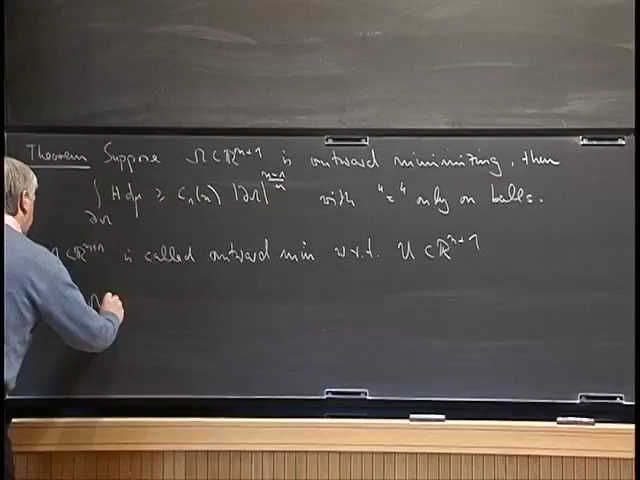 Theorem Suppose Ω ⊂ ℝ^{n+1} is outward minimizing, then
∫_{∂Ω} H dμ ≥ c_n(n) |∂Ω|^{\frac{n-1}{n}} with "=" only on balls.
⊂ ℝ^{n+1} is called outward min w.r.t. U ⊂ ℝ^{n+1}